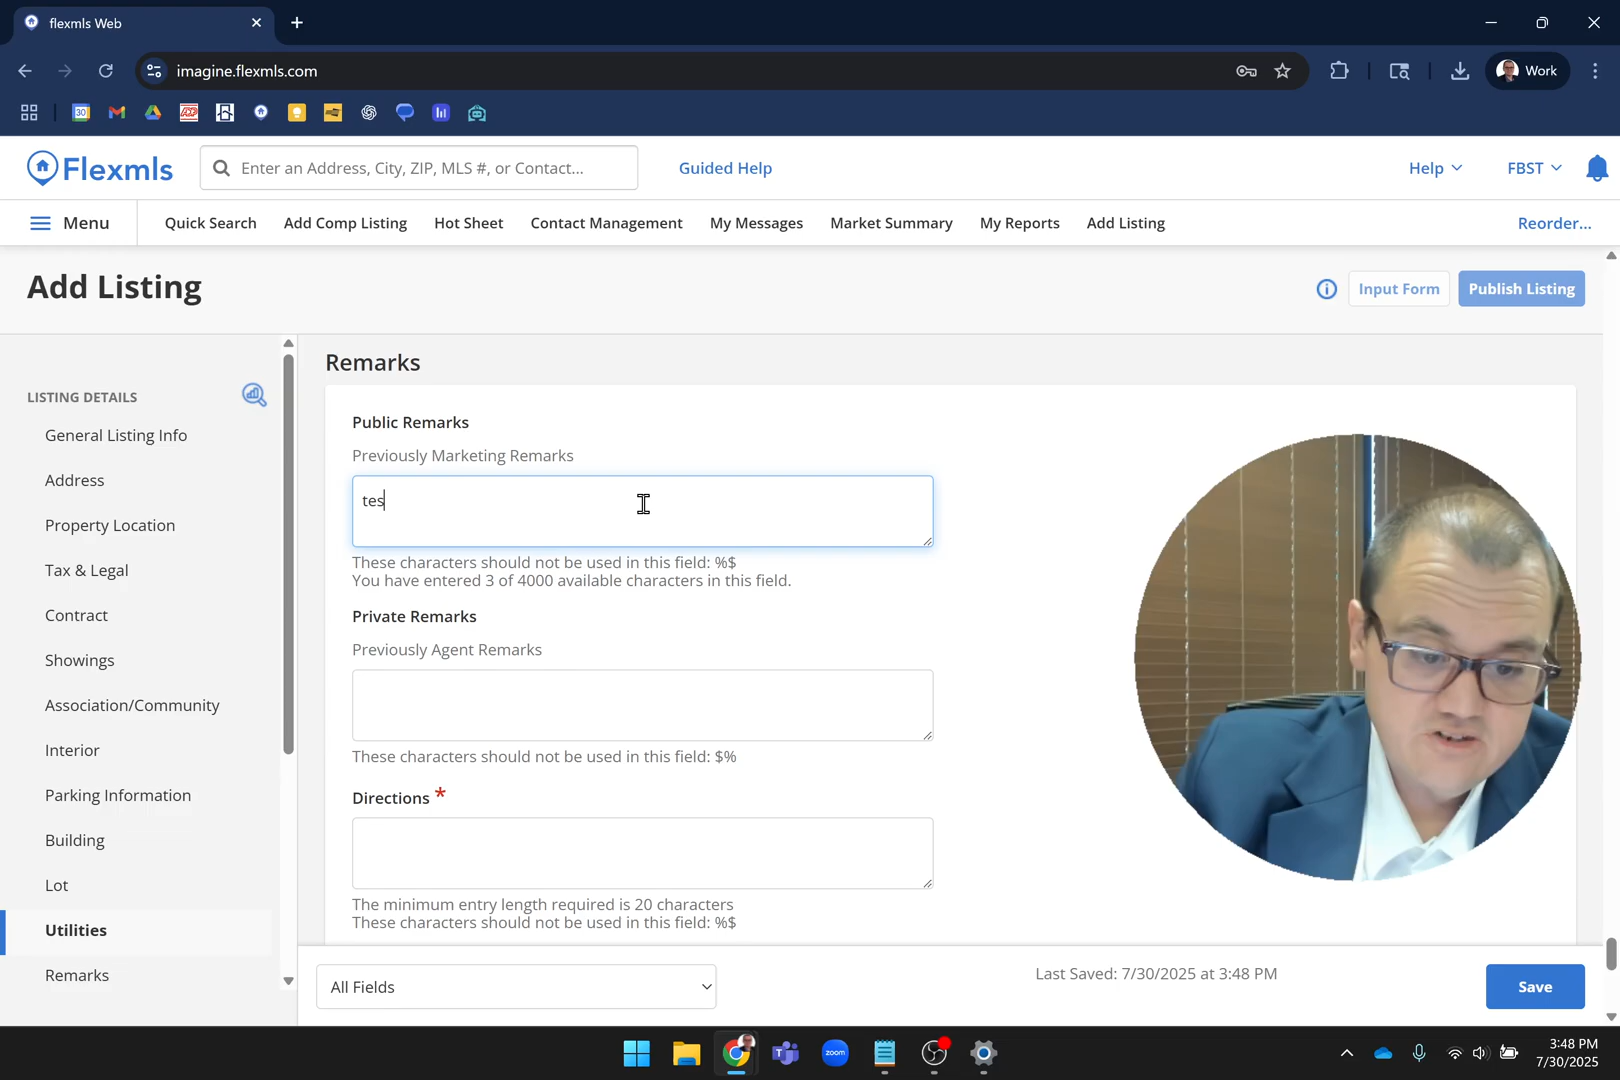 flexmls Web
imagine.flexmls.com
Work
30
Flexmls
Enter an Address, City, ZIP, MLS #, or Contact...
Guided Help
Help
FBST
Menu
Quick Search
Add Comp Listing
Hot Sheet
Contact Management
My Messages
Market Summary
My Reports
Add Listing
Reorder...
Add Listing
Input Form
Publish Listing
LISTING DETAILS
General Listing Info
Address
Property Location
Tax & Legal
Contract
Showings
Association/Community
Interior
Parking Information
Building
Lot
Utilities
Remarks
Remarks
Public Remarks
Previously Marketing Remarks
tes
These characters should not be used in this field: %$
You have entered 3 of 4000 available characters in this field.
Private Remarks
Previously Agent Remarks
These characters should not be used in this field: $%
Directions *
The minimum entry length required is 20 characters
These characters should not be used in this field: %$
All Fields
Last Saved: 7/30/2025 at 3:48 PM
Save
zoom
3:48 PM
7/30/2025